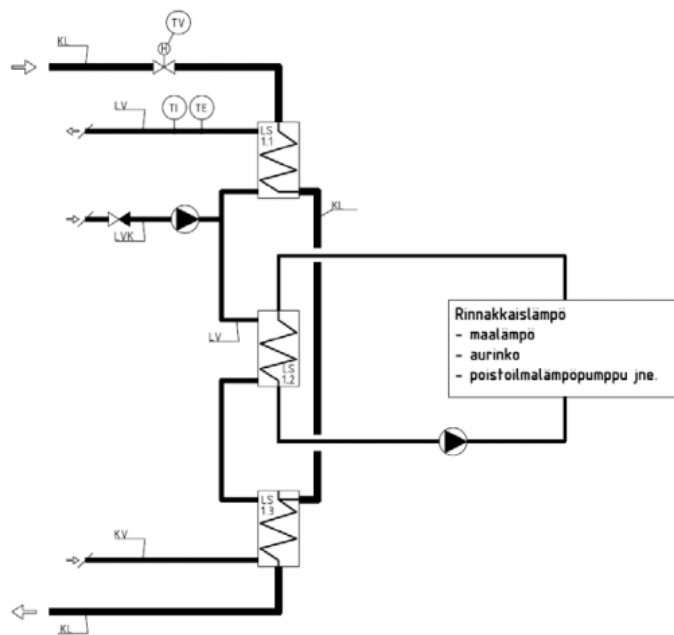 TV
KL
H
LV
TI
TE
LS
1.1
KL
LVK
Rinnakkaislämpö
- maalämpö
- aurinko
- poistoilmalämpöpumppu jne.
LV
LS
1.2
LS
1.3
KV
KL